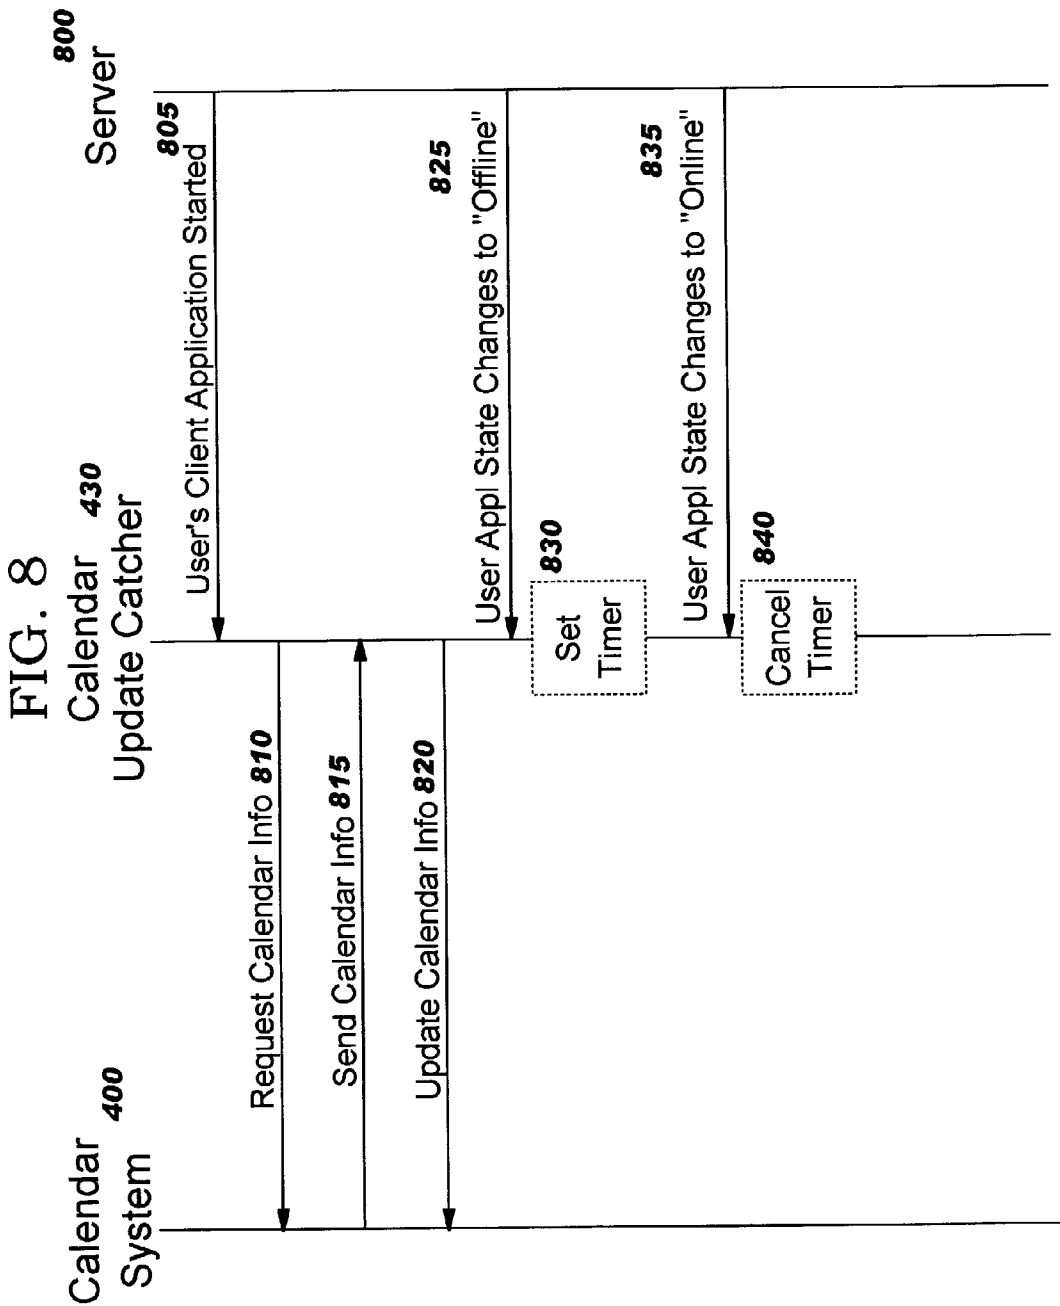 FIG. 8
Calendar
System
400
Calendar 430
Update Catcher
Server
800
805
User's Client Application Started
Request Calendar Info 810
Send Calendar Info 815
Update Calendar Info 820
825
User Appl State Changes to "Offline"
830
Set
Timer
835
User Appl State Changes to "Online"
840
Cancel
Timer